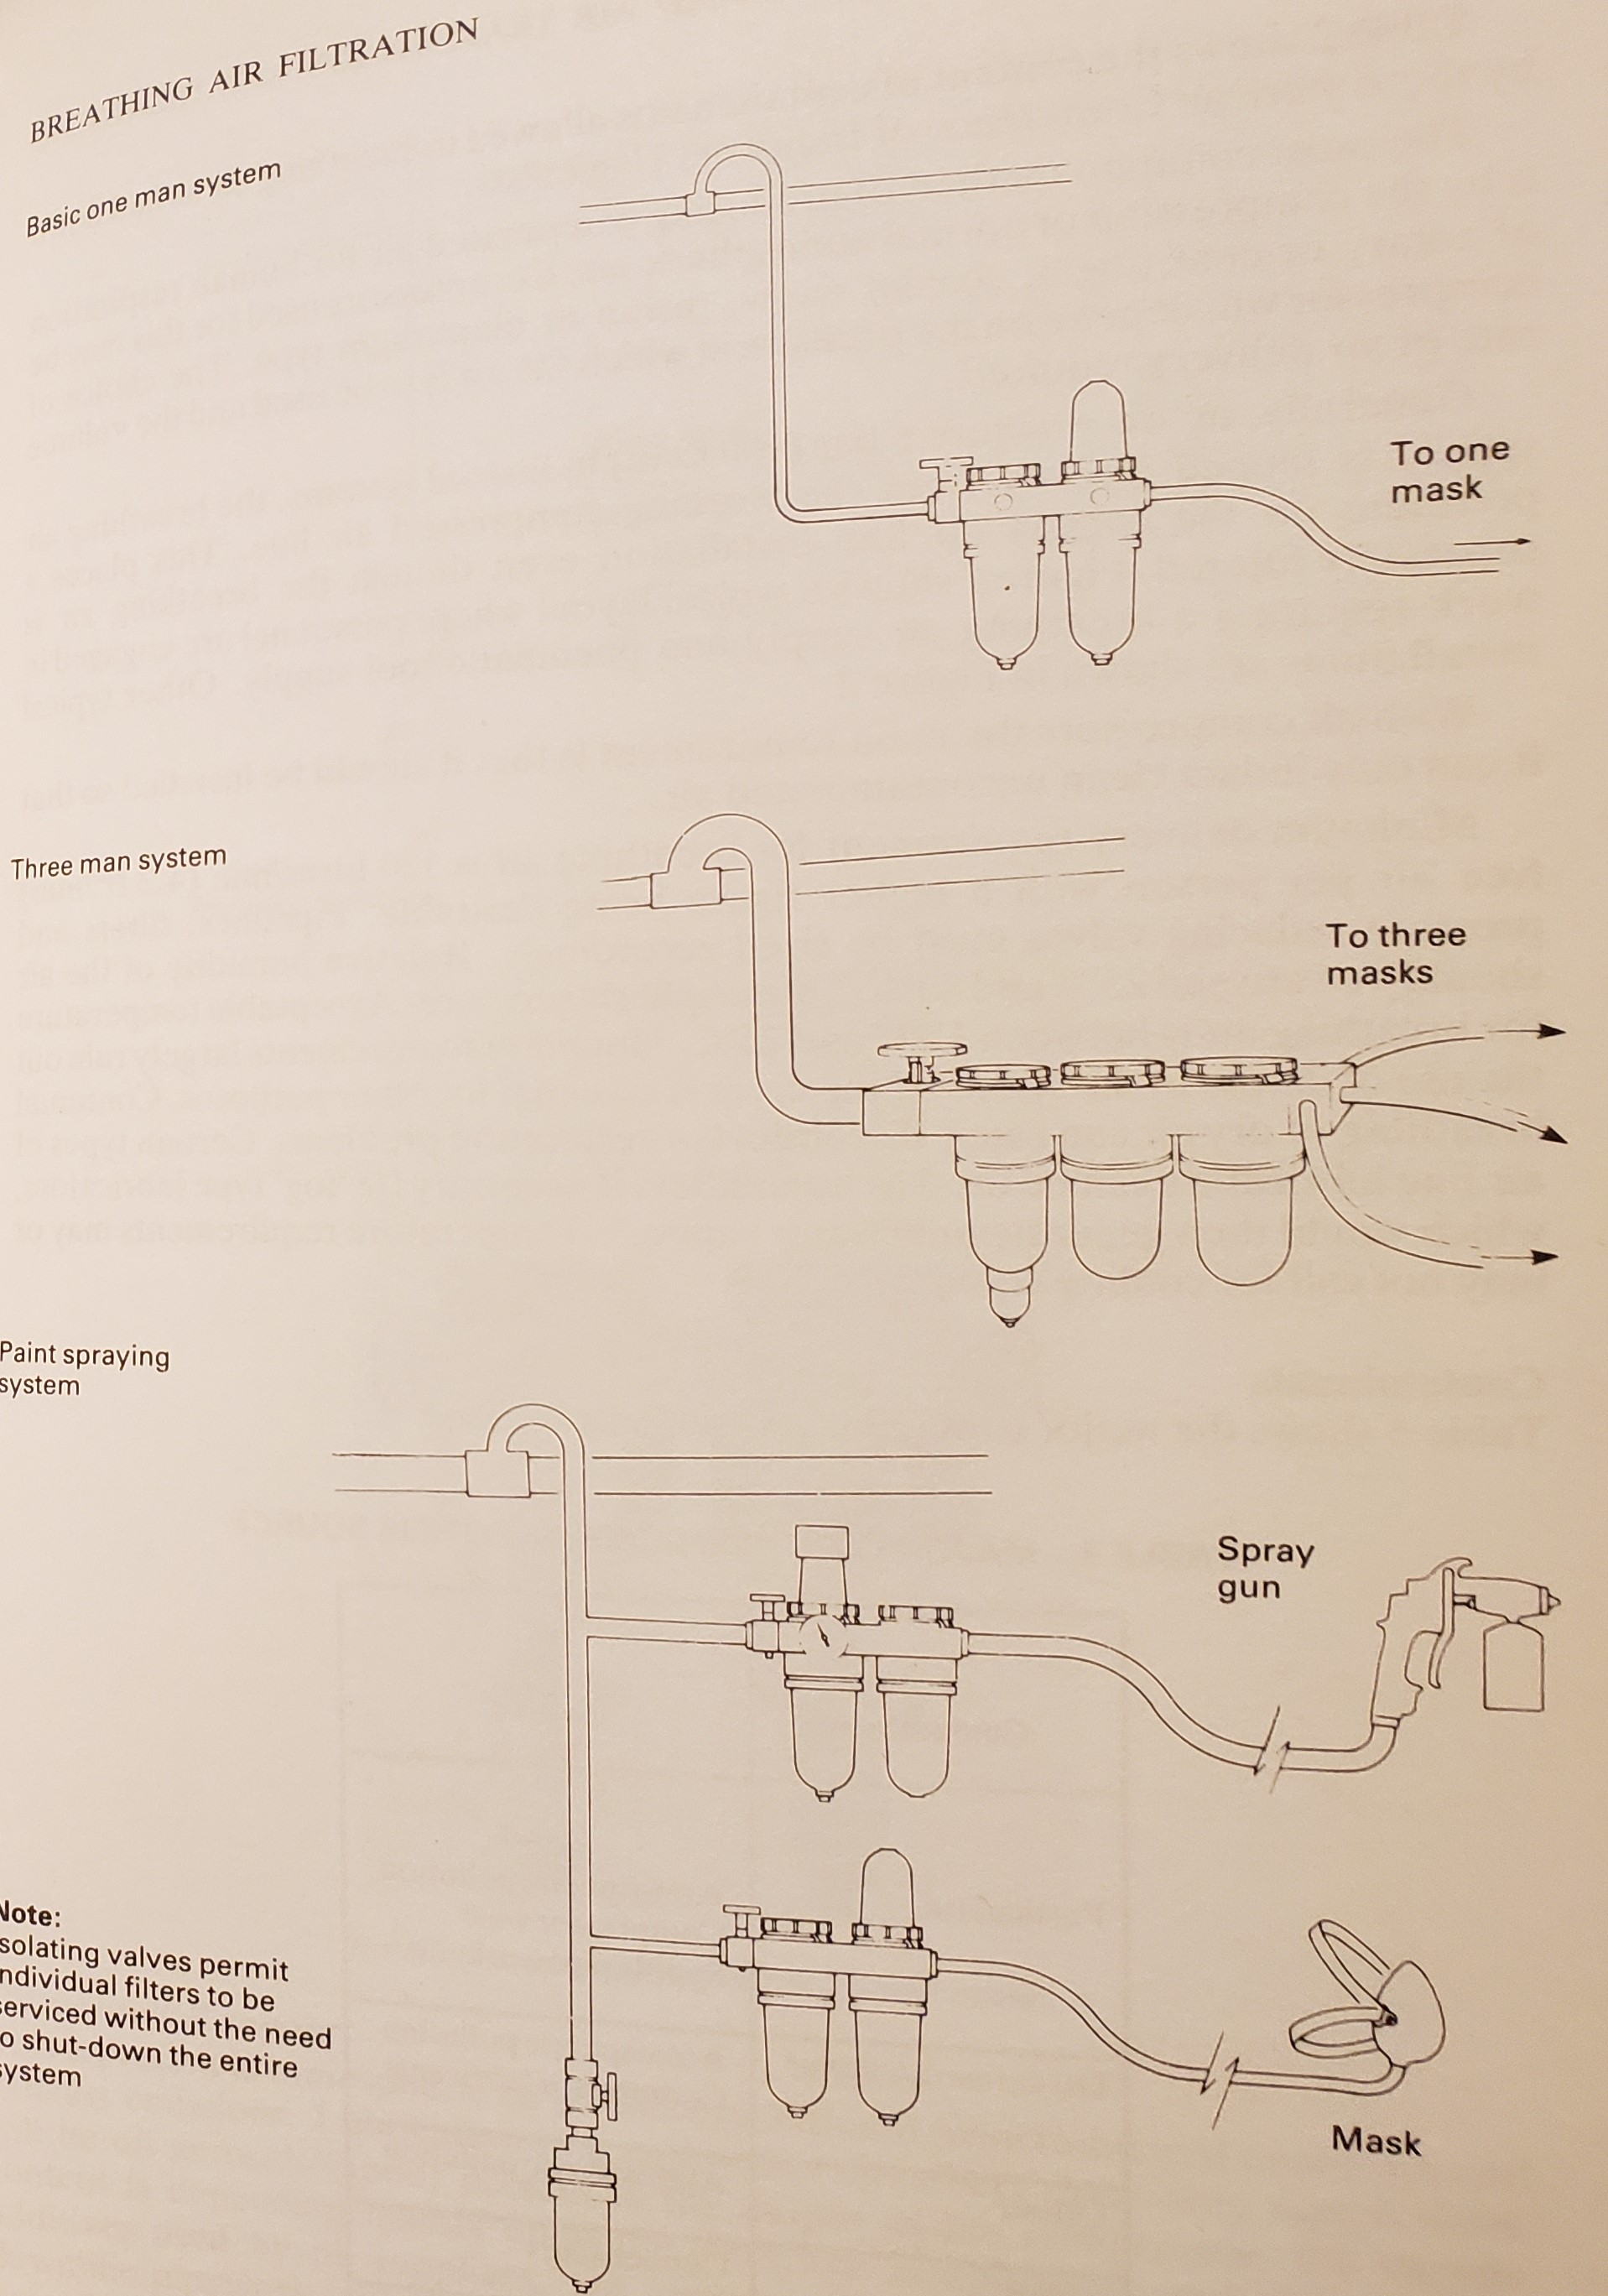 BREATHING AIR FILTRATION
Basic one man system
To one
mask
Three man system
To three
masks
Paint spraying
system
Spray
gun
Note:
solating valves permit
ndividual filters to be
serviced without the need
to shut-down the entire
system
Mask